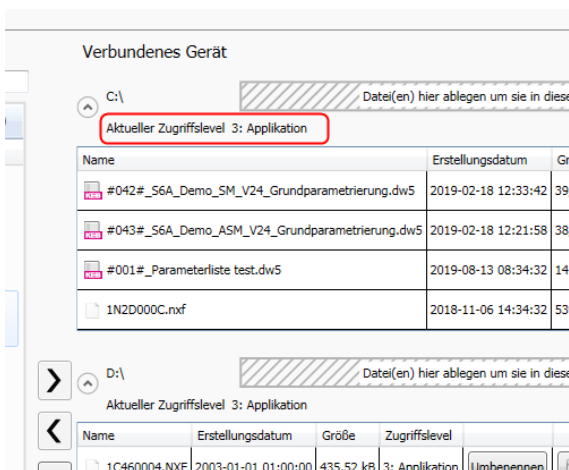 Verbundenes Gerät
C:\
Datei(en) hier ablegen um sie in diese
Aktueller Zugriffslevel 3: Applikation
Name Erstellungsdatum Gr
#042#_S6A_Demo_SM_V24_Grundparametrierung.dw5 2019-02-18 12:33:42 39
#043#_S6A_Demo_ASM_V24_Grundparametrierung.dw5 2019-02-18 12:21:58 38
#001#_Parameterliste test.dw5 2019-08-13 08:34:32 14
1N2D000C.nxf 2018-11-06 14:34:32 53
D:\
Datei(en) hier ablegen um sie in diese
Aktueller Zugriffslevel 3: Applikation
Name Erstellungsdatum Größe Zugriffslevel
1C460004.NXF 2003-01-01 01:00:00 435,52 kB 3: Applikation Umbenennen